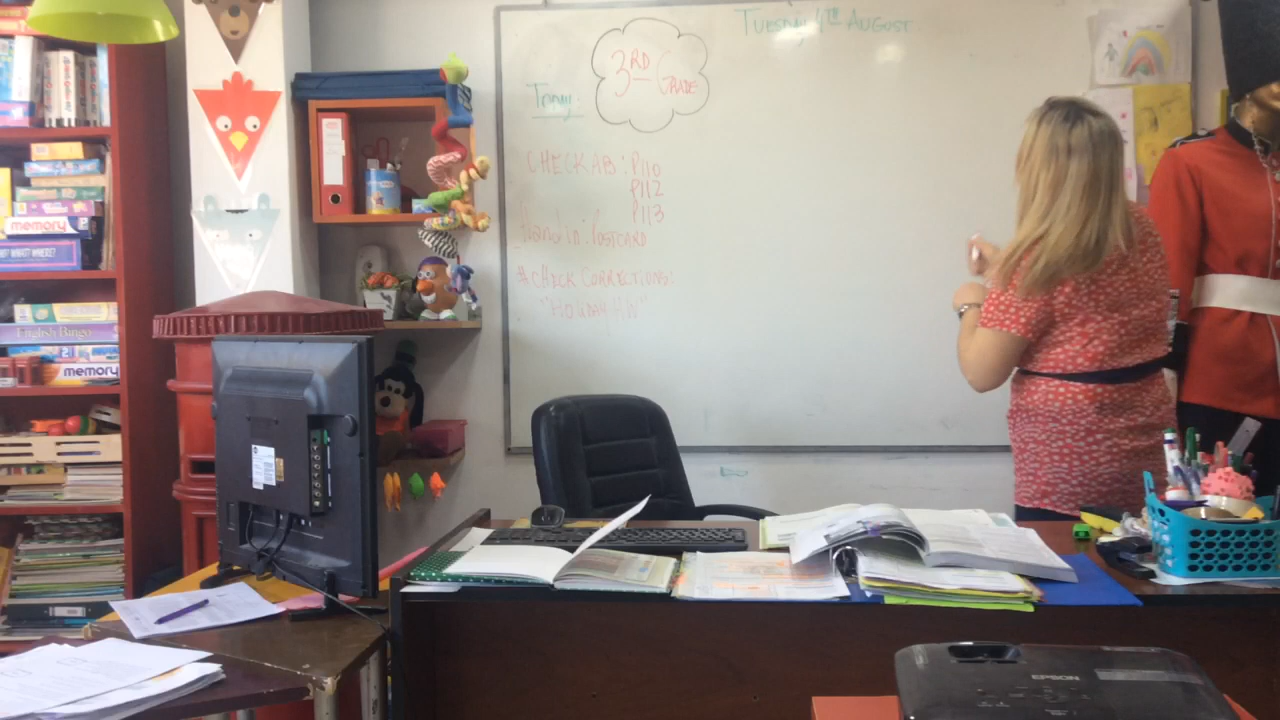 TUESDAY 4TH AUGUST
3RD GRADE
TODAY:
CHECK AB: P110
P112
P113
Hand in: POSTCARD
* CHECK CORRECTIONS:
"HOLIDAY HW"
memory
English Bingo
memory
EPSON